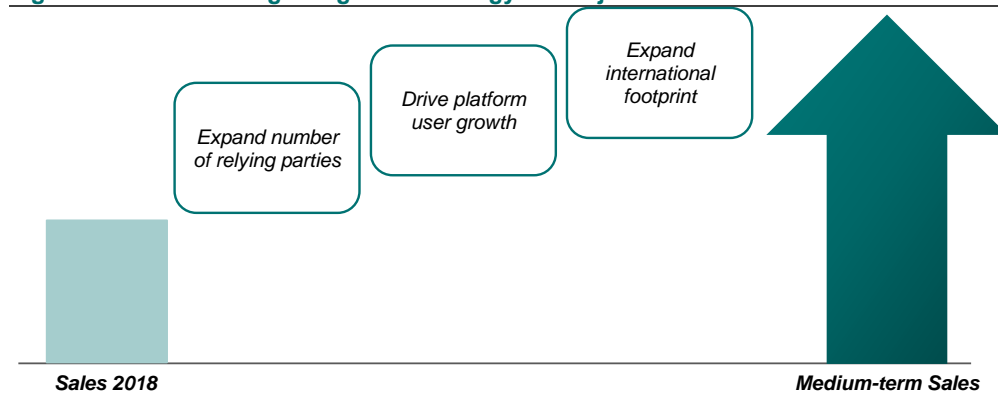 Expand
international
footprint
Drive platform
user growth
Expand number
of relying parties
Sales 2018
Medium-term Sales